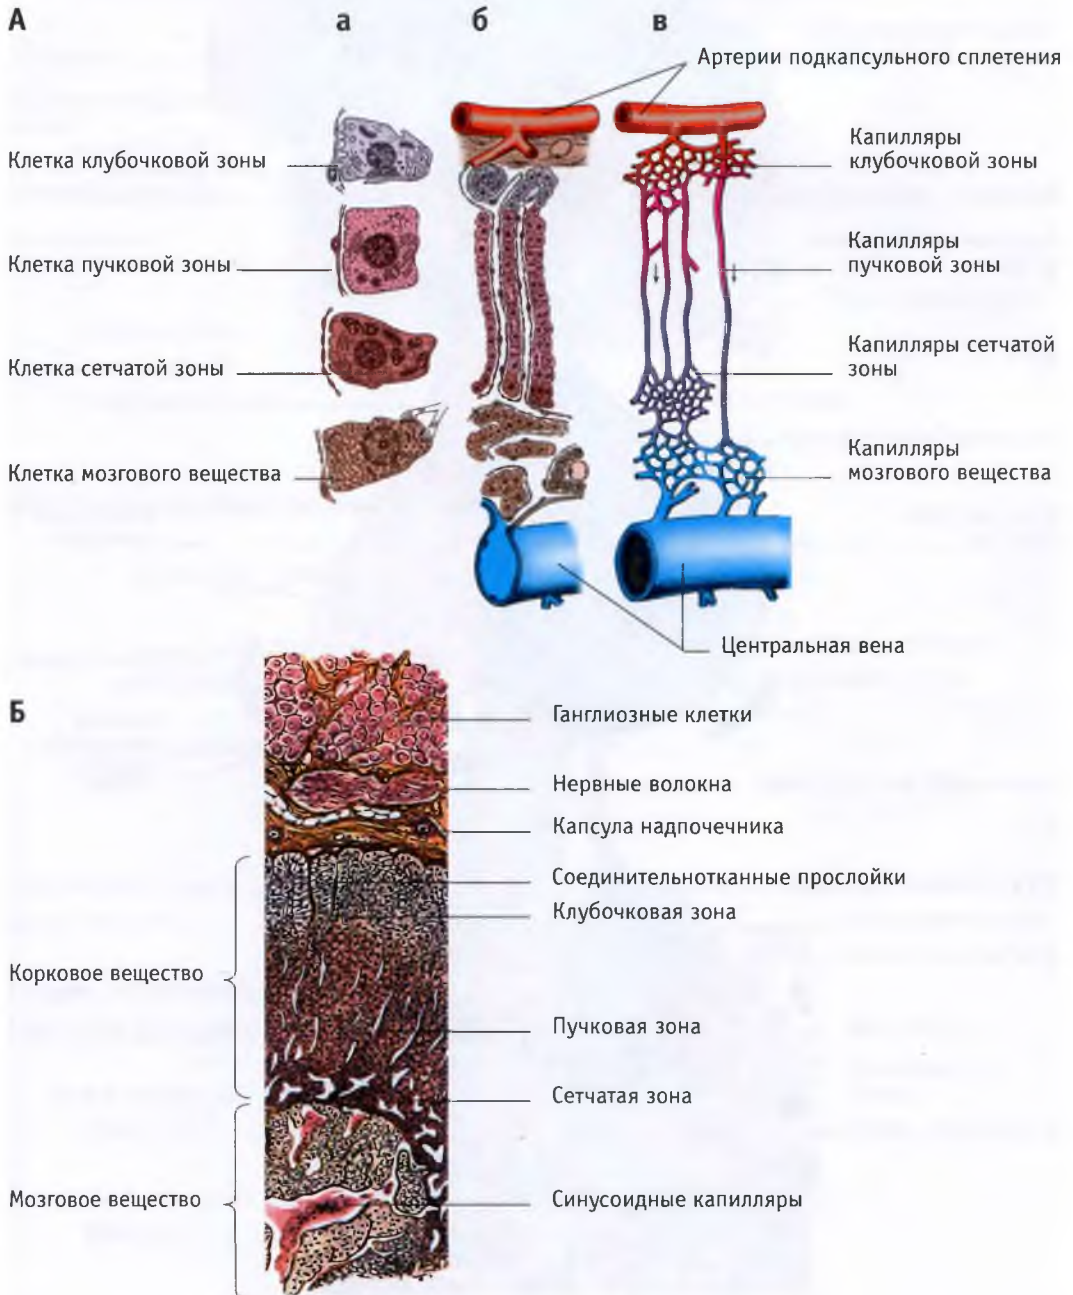 А
а
б
в
Артерии подкапсульного сплетения
Клетка клубочковой зоны
Капилляры
клубочковой зоны
Клетка пучковой зоны
Капилляры
пучковой зоны
Клетка сетчатой зоны
Капилляры сетчатой
зоны
Клетка мозгового вещества
Капилляры
мозгового вещества
Центральная вена
Б
Ганглиозные клетки
Нервные волокна
Капсула надпочечника
Соединительнотканные прослойки
Клубочковая зона
Корковое вещество
Пучковая зона
Сетчатая зона
Мозговое вещество
Синусоидные капилляры